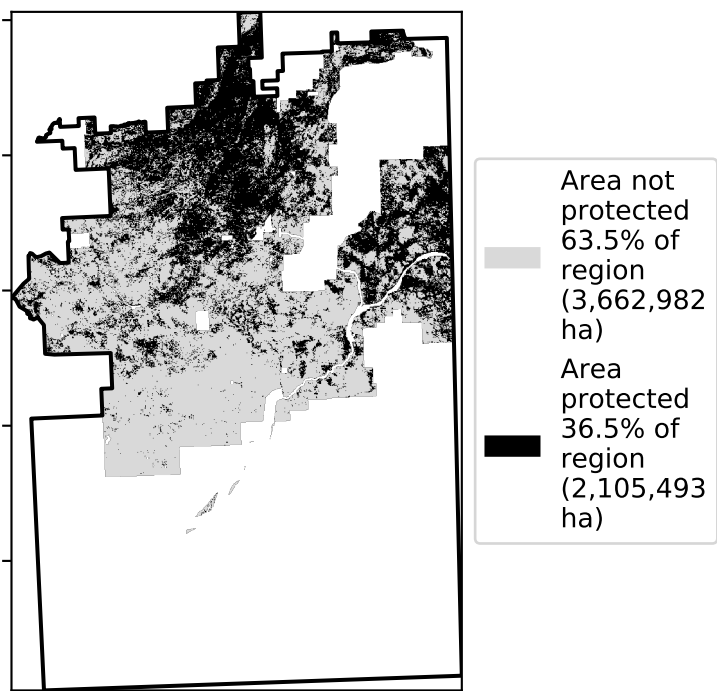 Area not
protected
63.5% of
region
(3,662,982
ha)
Area
protected
36.5% of
region
(2,105,493
ha)